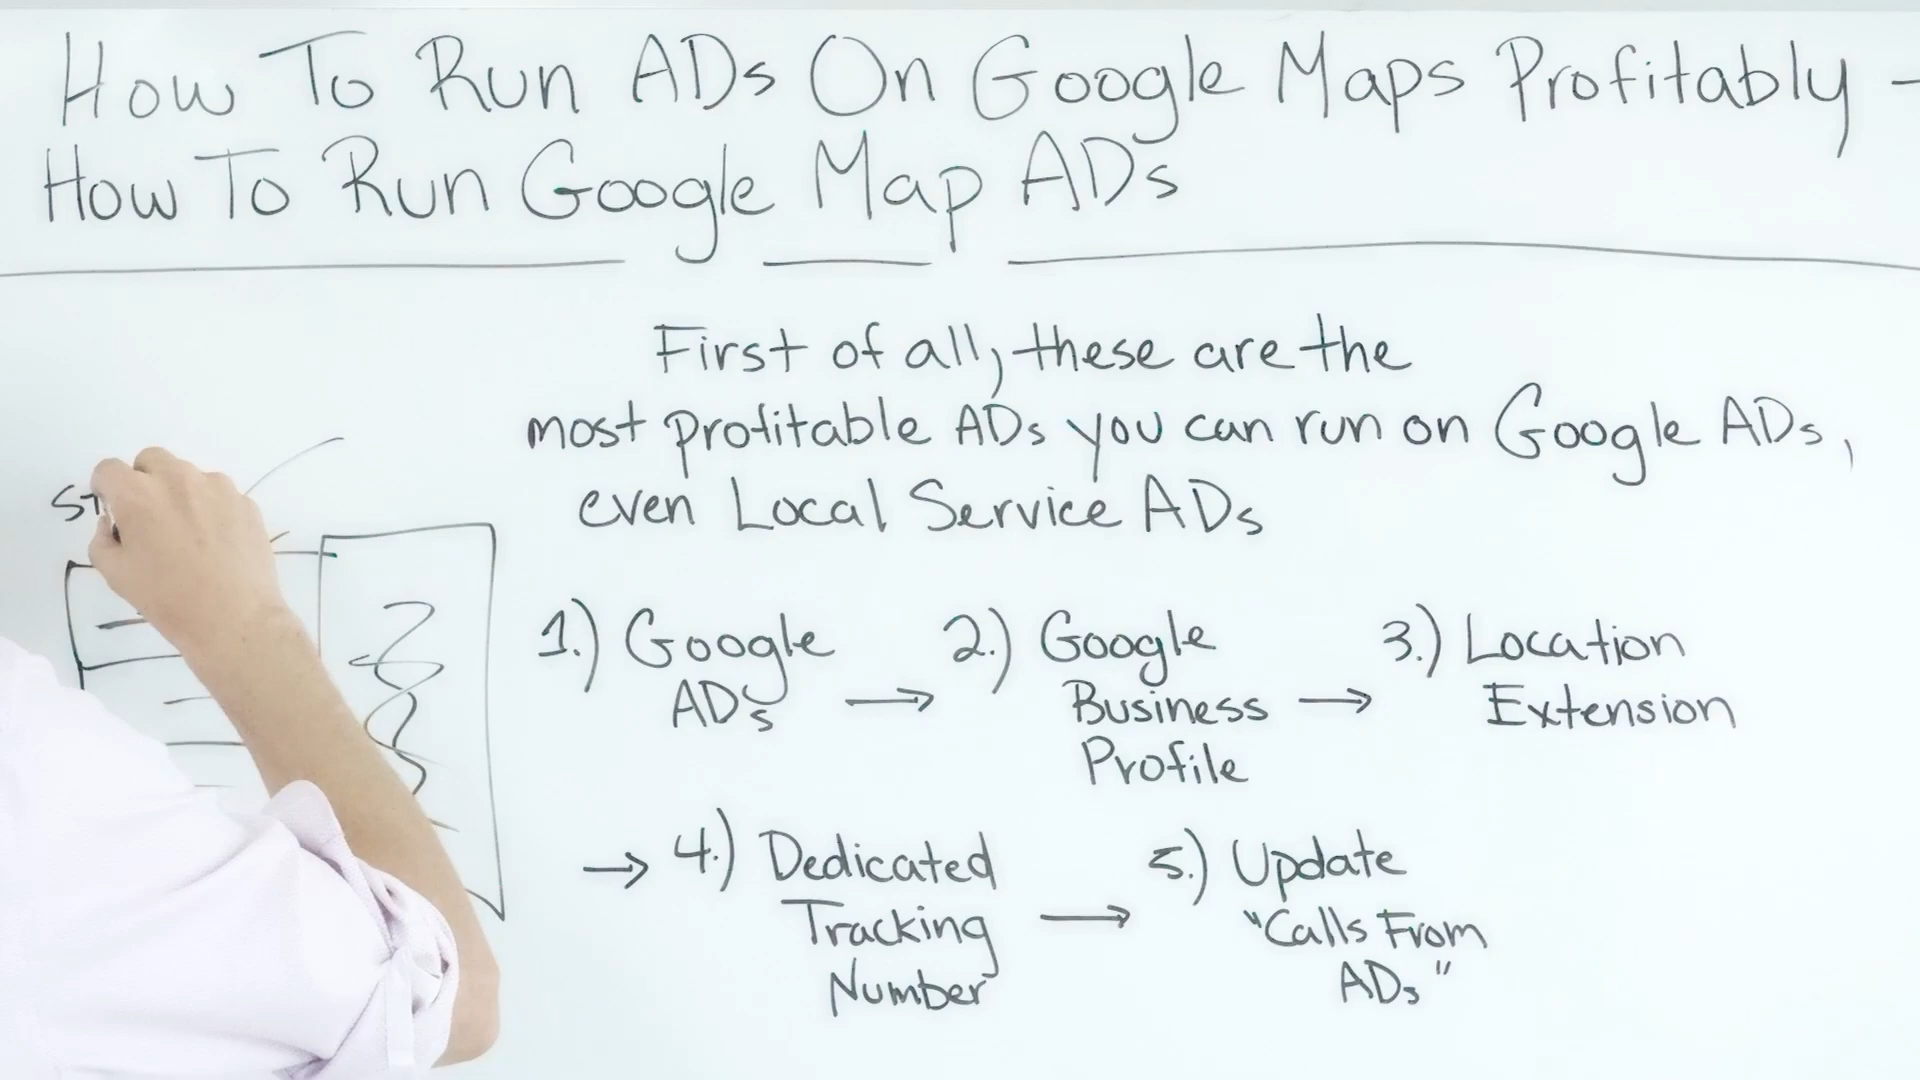 How To Run ADs On Google Maps Profitably -
How To Run Google Map ADs
First of all, these are the
most profitable ADs you can run on Google ADs,
even Local Service ADs
1.) Google ADs → 2.) Google Business Profile → 3.) Location Extension
→ 4.) Dedicated Tracking Number → 5.) Update "Calls From ADs"